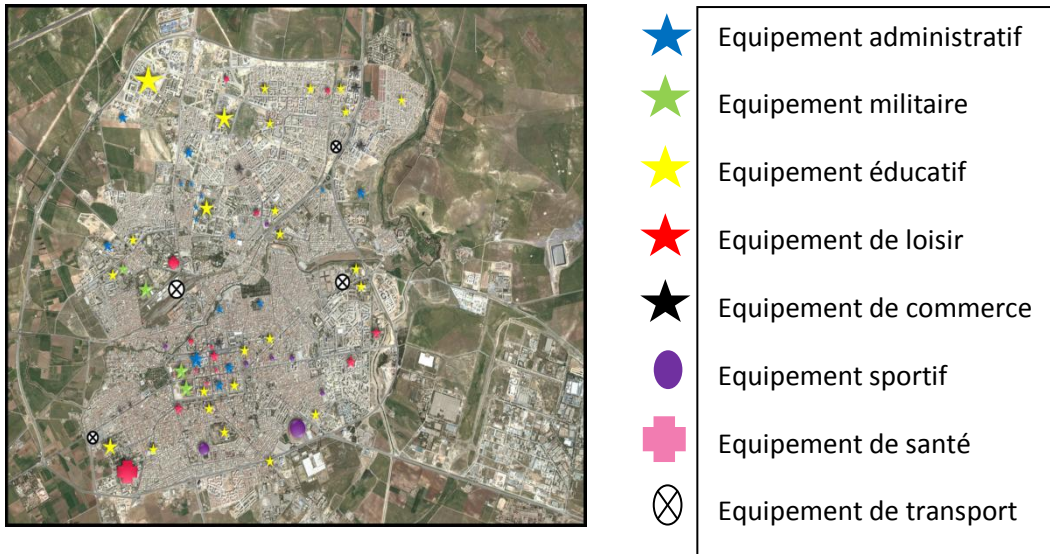 Equipement administratif
Equipement militaire
Equipement éducatif
Equipement de loisir
Equipement de commerce
Equipement sportif
Equipement de santé
Equipement de transport